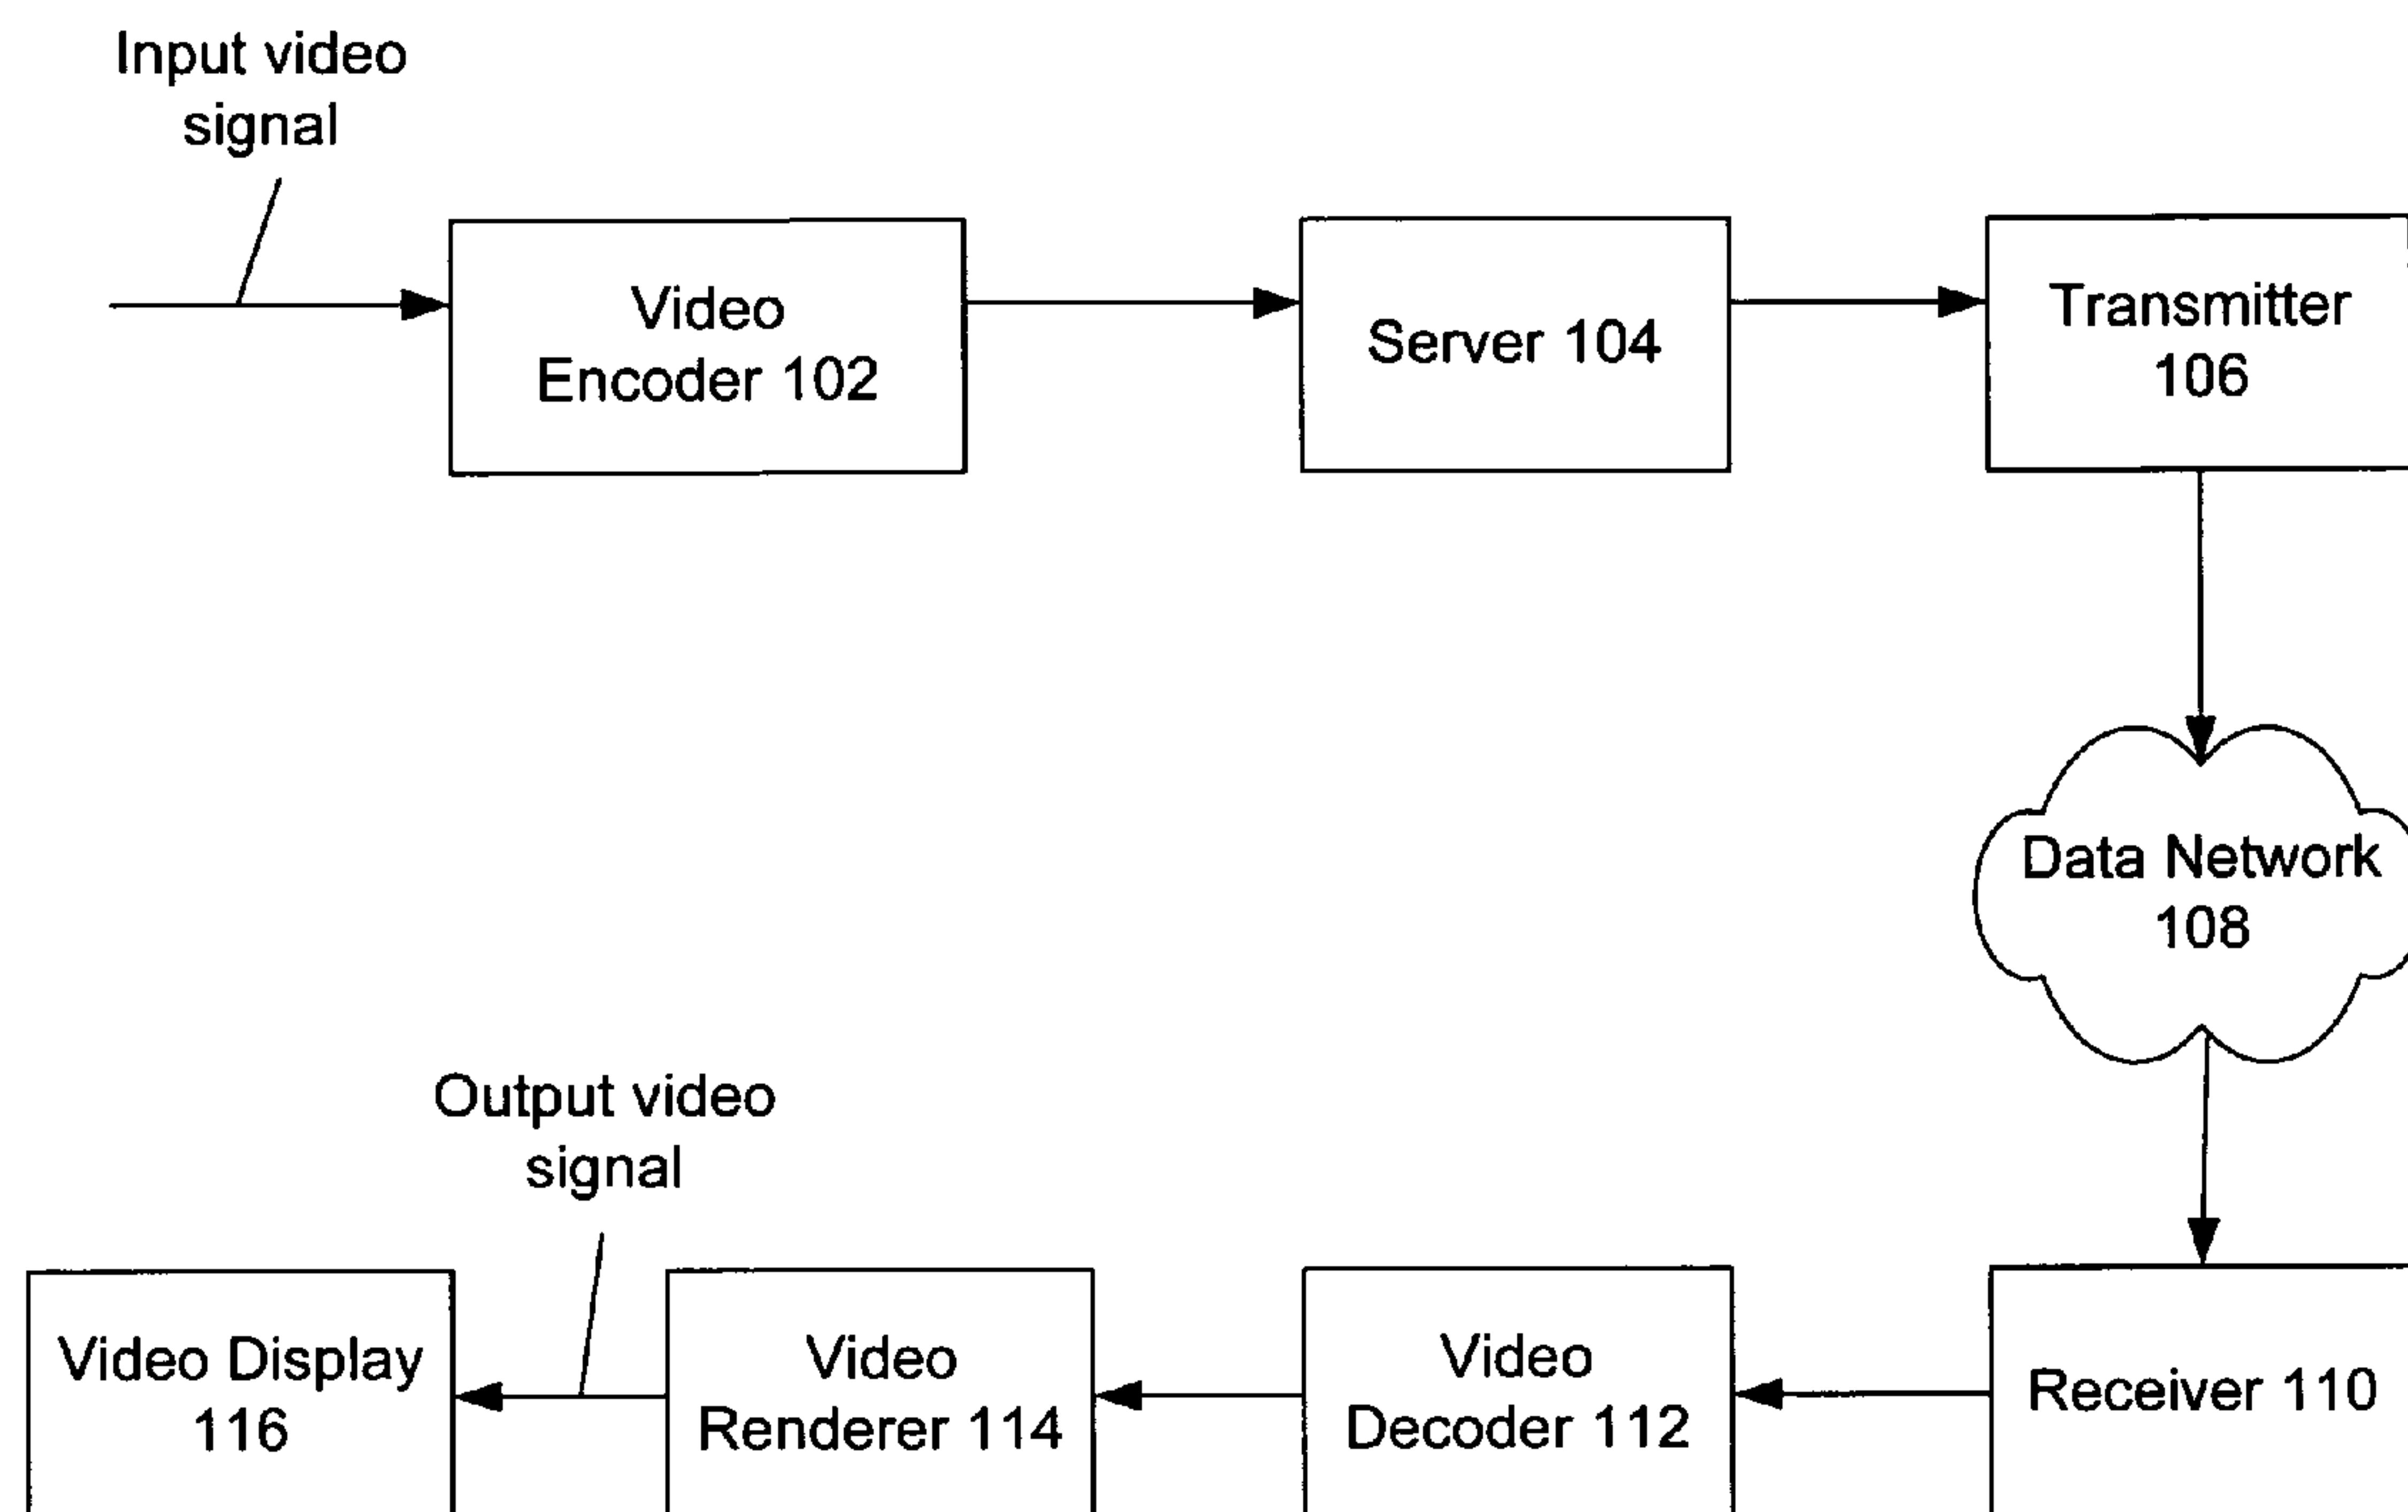 Input video
signal
Video
Encoder 102
Server 104
Transmitter
106
Data Network
108
Output video
signal
Video Display
116
Video
Renderer 114
Video
Decoder 112
Receiver 110